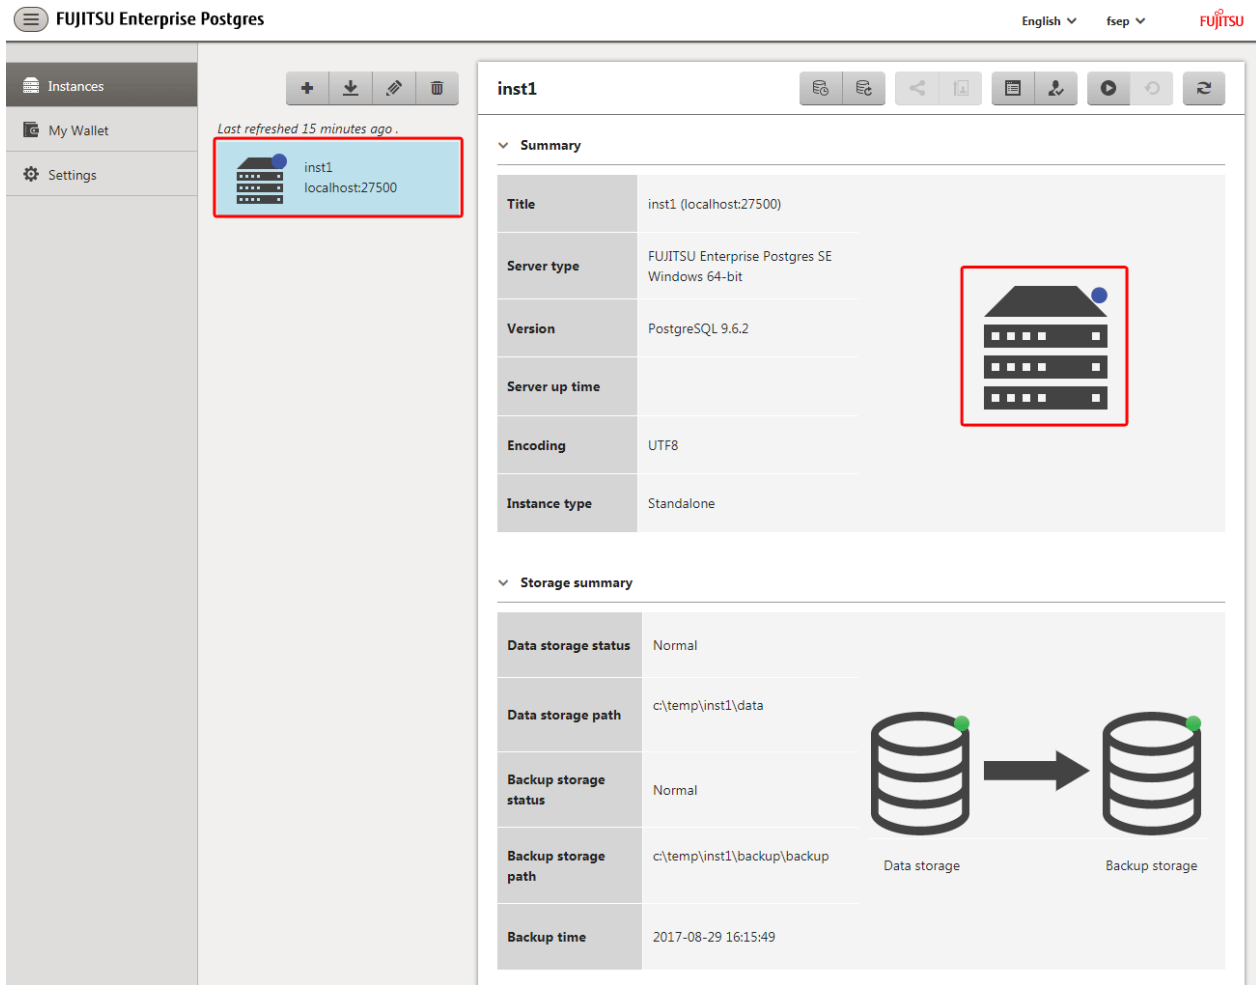 FUJITSU Enterprise Postgres
English
fsep
FUJITSU
Instances
My Wallet
Settings
Last refreshed 15 minutes ago .
inst1
localhost:27500
inst1
Summary
Title
inst1 (localhost:27500)
Server type
FUJITSU Enterprise Postgres SE
Windows 64-bit
Version
PostgreSQL 9.6.2
Server up time
Encoding
UTF8
Instance type
Standalone
Storage summary
Data storage status
Normal
Data storage path
c:\temp\inst1\data
Backup storage
status
Normal
Backup storage
path
c:\temp\inst1\backup\backup
Backup time
2017-08-29 16:15:49
Data storage
Backup storage